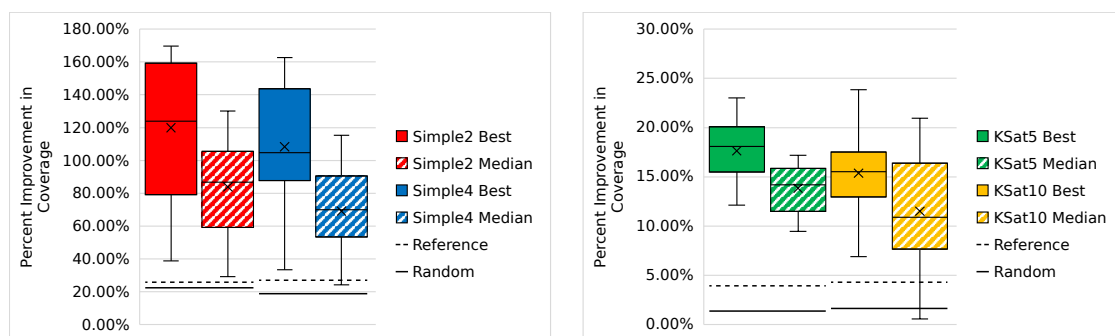 180.00%
160.00%
140.00%
120.00%
100.00%
80.00%
60.00%
40.00%
20.00%
0.00%
Percent Improvement in
Coverage
Simple2 Best
Simple2 Median
Simple4 Best
Simple4 Median
Reference
Random
30.00%
25.00%
20.00%
15.00%
10.00%
5.00%
0.00%
Percent Improvement in
Coverage
KSat5 Best
KSat5 Median
KSat10 Best
KSat10 Median
Reference
Random